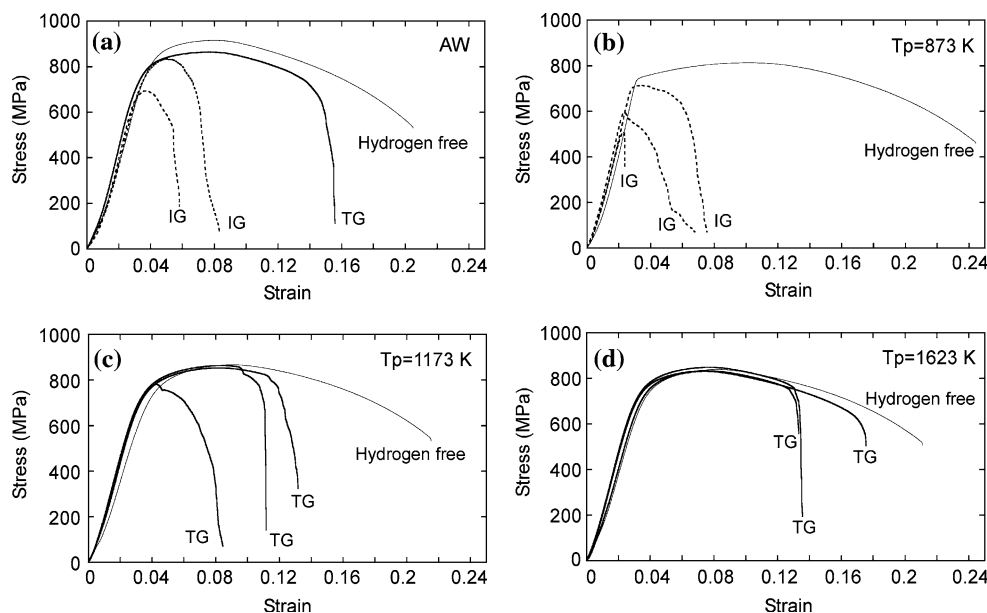 (a)
AW
1000
800
600
400
200
0
Stress (MPa)
Hydrogen free
IG
IG
TG
0 0.04 0.08 0.12 0.16 0.2 0.24
Strain
(b)
Tp=873 K
1000
800
600
400
200
0
Stress (MPa)
Hydrogen free
IG
IG
IG
0 0.04 0.08 0.12 0.16 0.2 0.24
Strain
(c)
Tp=1173 K
1000
800
600
400
200
0
Stress (MPa)
Hydrogen free
TG
TG
TG
0 0.04 0.08 0.12 0.16 0.2 0.24
Strain
(d)
Tp=1623 K
1000
800
600
400
200
0
Stress (MPa)
Hydrogen free
TG
TG
TG
0 0.04 0.08 0.12 0.16 0.2 0.24
Strain